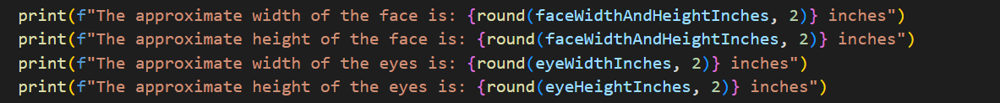 print(f"The approximate width of the face is: {round(faceWidthAndHeightInches, 2)} inches")
print(f"The approximate height of the face is: {round(faceWidthAndHeightInches, 2)} inches")
print(f"The approximate width of the eyes is: {round(eyeWidthInches, 2)} inches")
print(f"The approximate height of the eyes is: {round(eyeHeightInches, 2)} inches")